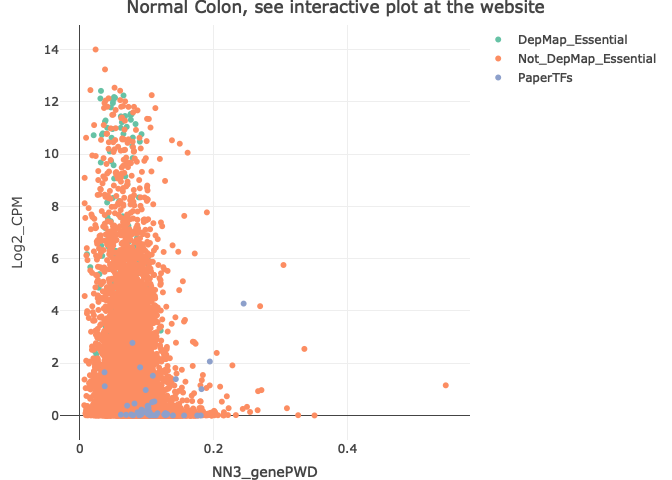 Normal Colon, see interactive plot at the website
DepMap_Essential
Not_DepMap_Essential
PaperTFs
14
12
10
8
6
4
2
0
Log2_CPM
0
0.2
0.4
NN3_genePWD